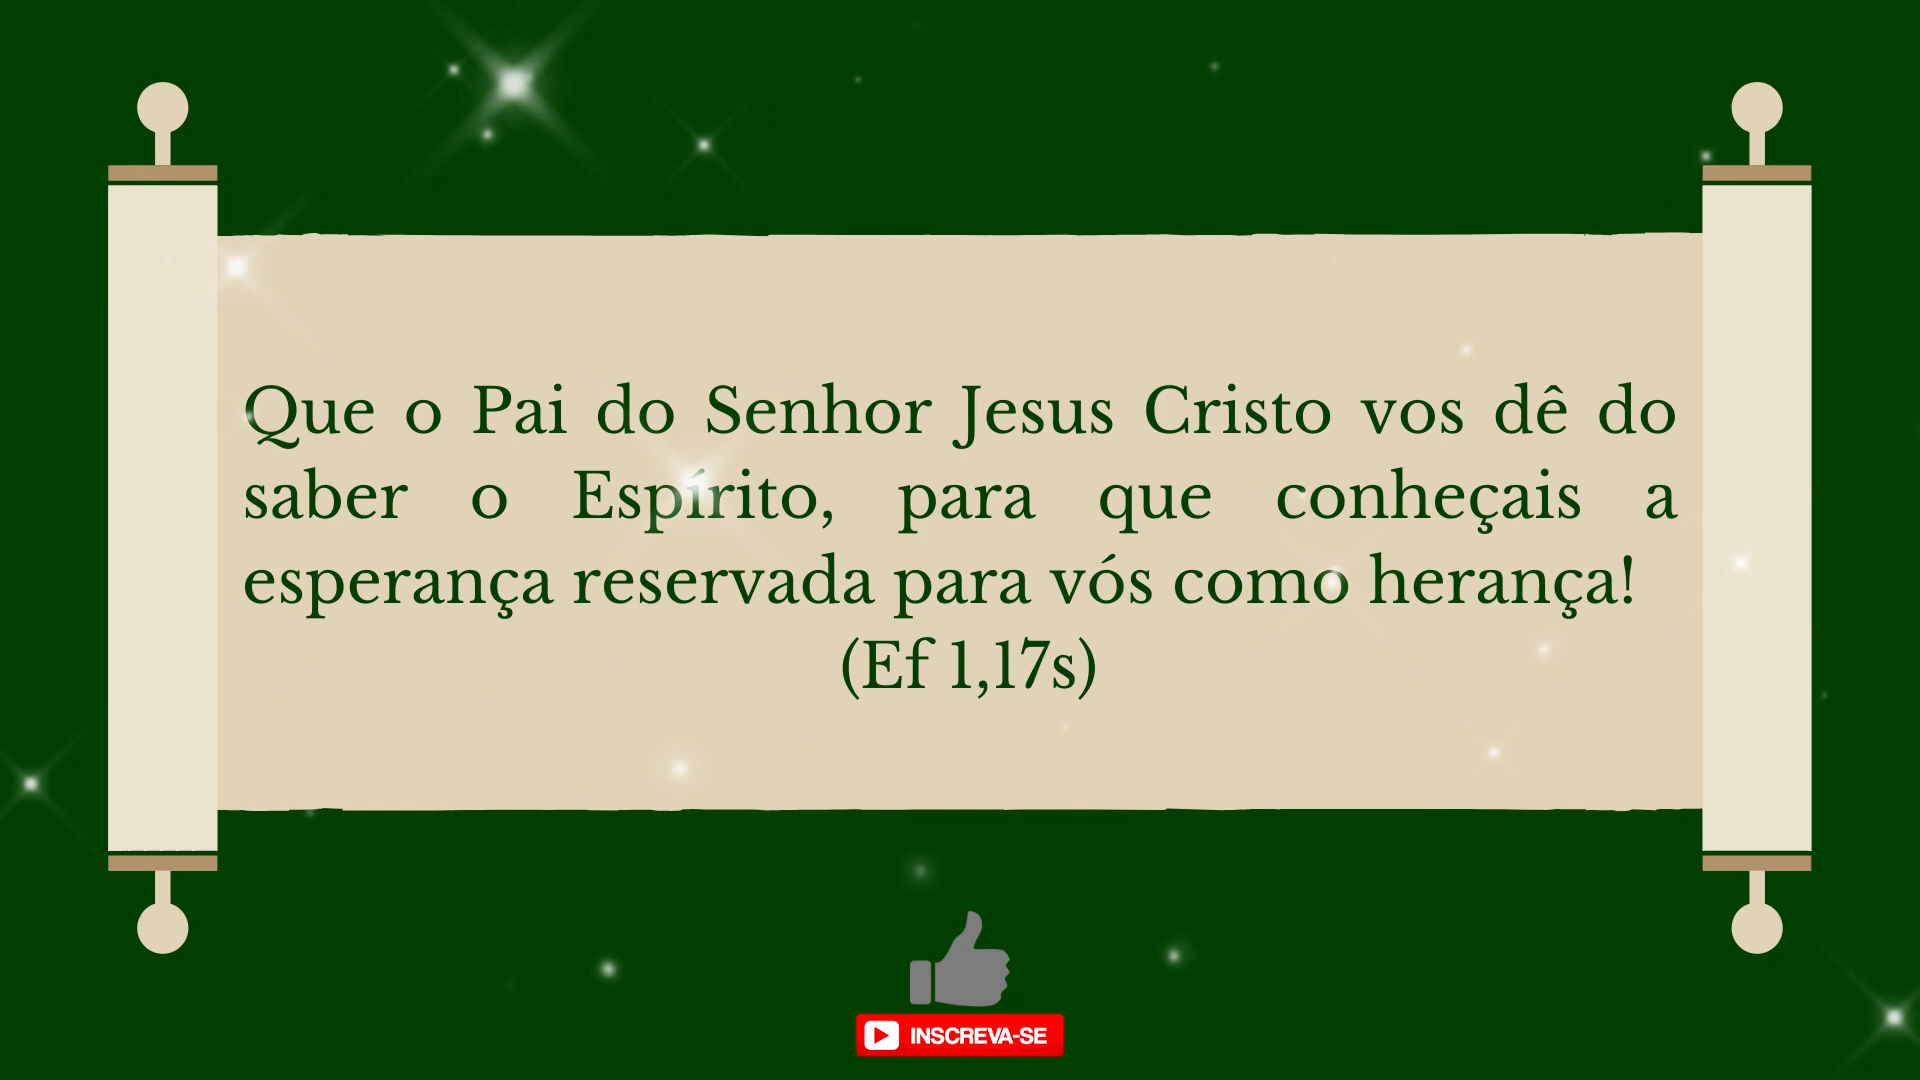 Que o Pai do Senhor Jesus Cristo vos dê do
saber o Espírito, para que conheçais a
esperança reservada para vós como herança!
(Ef 1,17s)
INSCREVA-SE